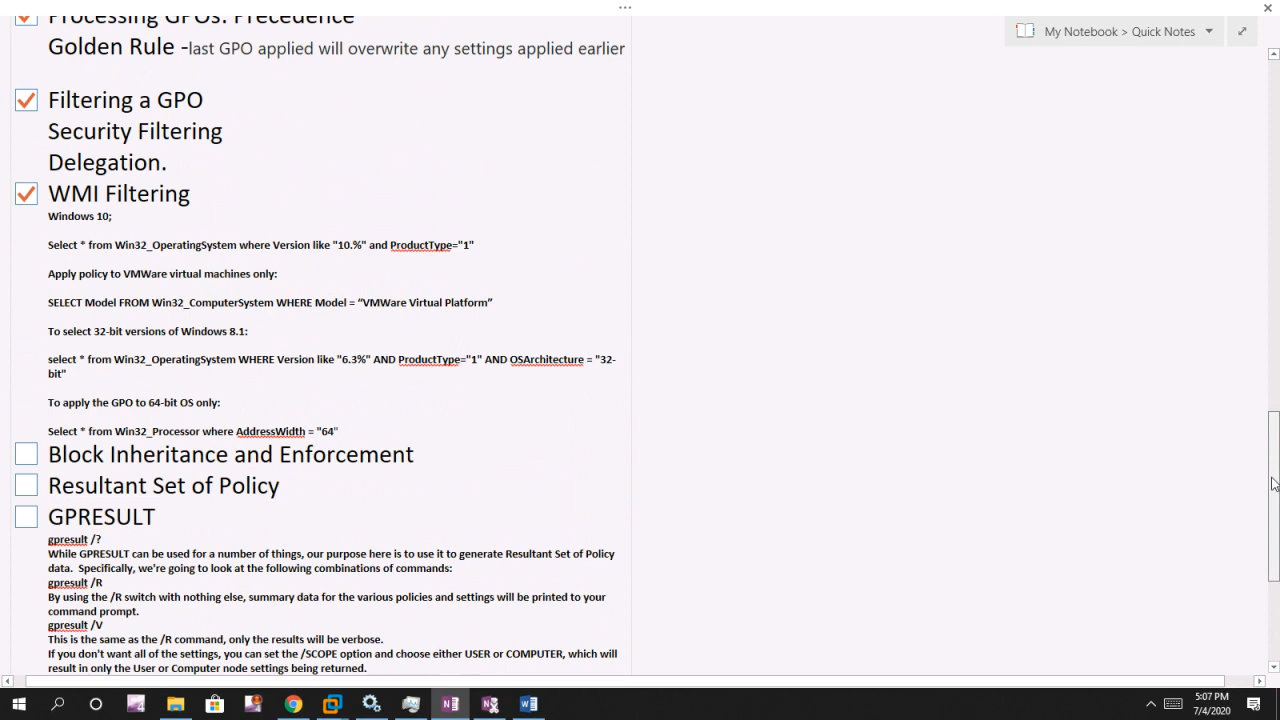 Processing GPOs: Precedence
My Notebook > Quick Notes
Golden Rule -last GPO applied will overwrite any settings applied earlier
Filtering a GPO
Security Filtering
Delegation.
WMI Filtering
Windows 10;
Select * from Win32_OperatingSystem where Version like "10.%" and ProductType="1"
Apply policy to VMWare virtual machines only:
SELECT Model FROM Win32_ComputerSystem WHERE Model = “VMWare Virtual Platform”
To select 32-bit versions of Windows 8.1:
select * from Win32_OperatingSystem WHERE Version like "6.3%" AND ProductType="1" AND OSArchitecture = "32-
bit"
To apply the GPO to 64-bit OS only:
Select * from Win32_Processor where AddressWidth = "64"
Block Inheritance and Enforcement
Resultant Set of Policy
GPRESULT
gpresult /?
While GPRESULT can be used for a number of things, our purpose here is to use it to generate Resultant Set of Policy
data.  Specifically, we're going to look at the following combinations of commands:
gpresult /R
By using the /R switch with nothing else, summary data for the various policies and settings will be printed to your
command prompt.
gpresult /V
This is the same as the /R command, only the results will be verbose.
If you don't want all of the settings, you can set the /SCOPE option and choose either USER or COMPUTER, which will
result in only the User or Computer node settings being returned.
5:07 PM
7/4/2020